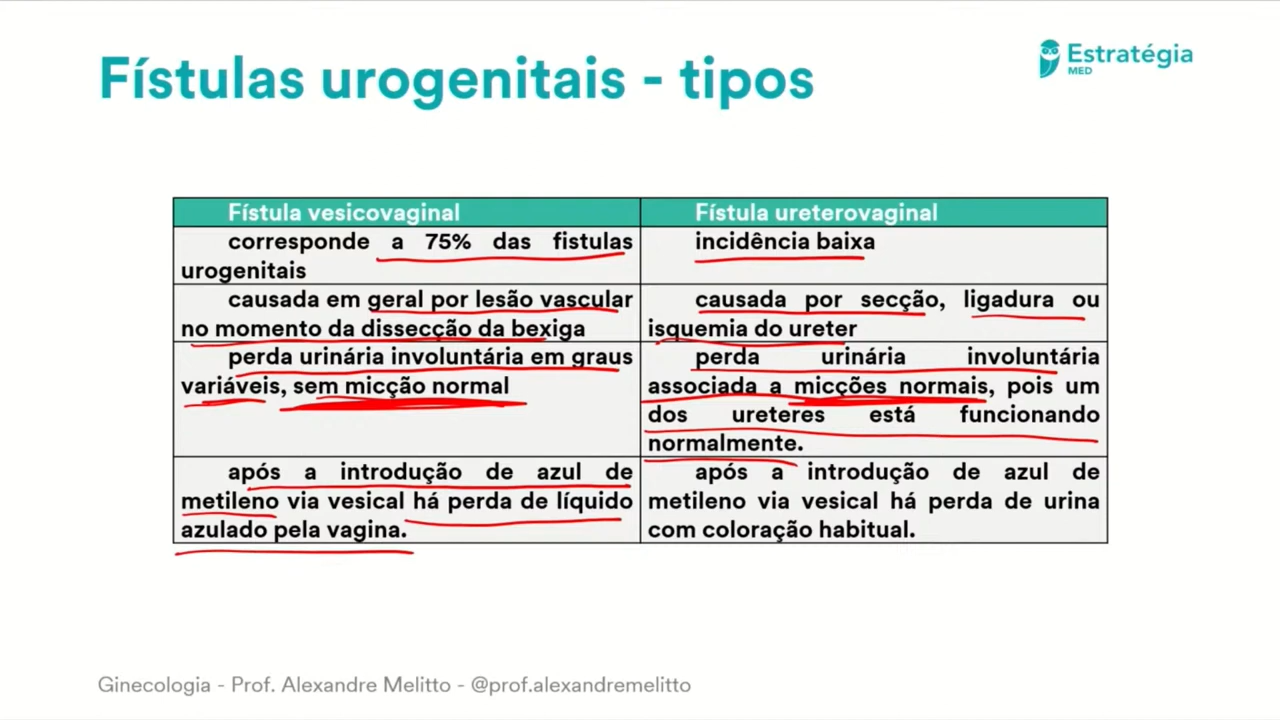 Fístulas urogenitais - tipos
Estratégia
MED
Fístula vesicovaginal
Fístula ureterovaginal
corresponde a 75% das fistulas
urogenitais
incidência baixa
causada em geral por lesão vascular
no momento da dissecção da bexiga
causada por secção, ligadura ou
isquemia do ureter
perda urinária involuntária em graus
variáveis, sem micção normal
perda urinária involuntária
associada a micções normais, pois um
dos ureteres está funcionando
normalmente.
após a introdução de azul de
metileno via vesical há perda de líquido
azulado pela vagina.
após a introdução de azul de
metileno via vesical há perda de urina
com coloração habitual.
Ginecologia - Prof. Alexandre Melitto - @prof.alexandremelitto